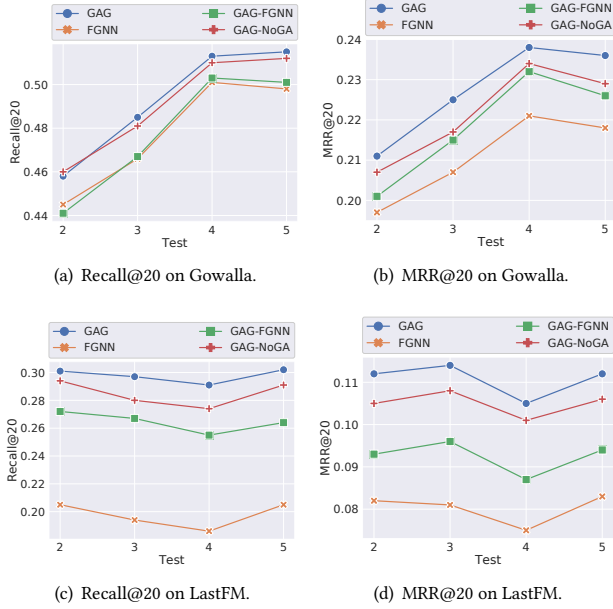 GAG GAG-FGNN
FGNN GAG-NoGA
0.50
0.48
0.46
0.44
Recall@20
2 3 4 5
Test
(a) Recall@20 on Gowalla.
GAG GAG-FGNN
FGNN GAG-NoGA
0.24
0.23
0.22
0.21
0.20
MRR@20
2 3 4 5
Test
(b) MRR@20 on Gowalla.
GAG GAG-FGNN
FGNN GAG-NoGA
0.30
0.28
0.26
0.24
0.22
0.20
Recall@20
2 3 4 5
Test
(c) Recall@20 on LastFM.
GAG GAG-FGNN
FGNN GAG-NoGA
0.11
0.10
0.09
0.08
MRR@20
2 3 4 5
Test
(d) MRR@20 on LastFM.